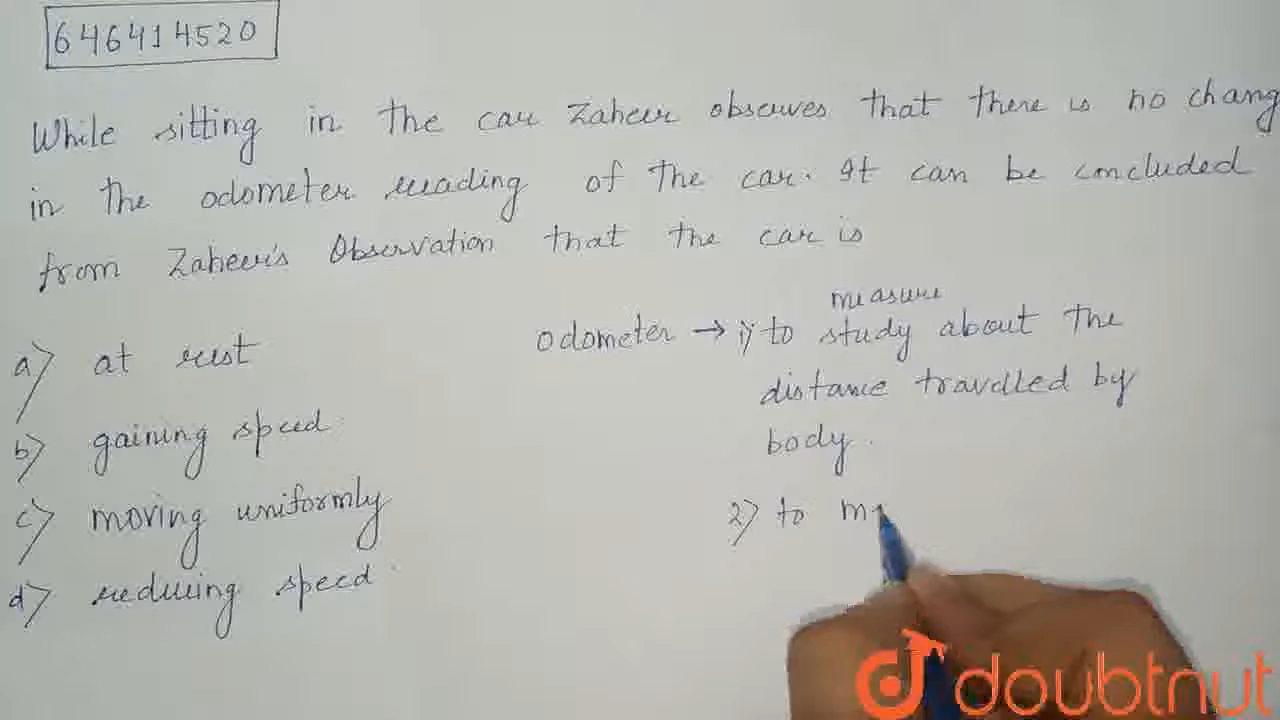 646414520
While sitting in the car Zaheer observes that there is no chang
in the odometer reading of the car. It can be concluded
from Zaheer's Observation that the car is
measure
odometer → 1) to study about the
a) at rest
distance travelled by
b) gaining speed.
body.
c) moving uniformly
2) to m
d) reducing speed.
doubtnut